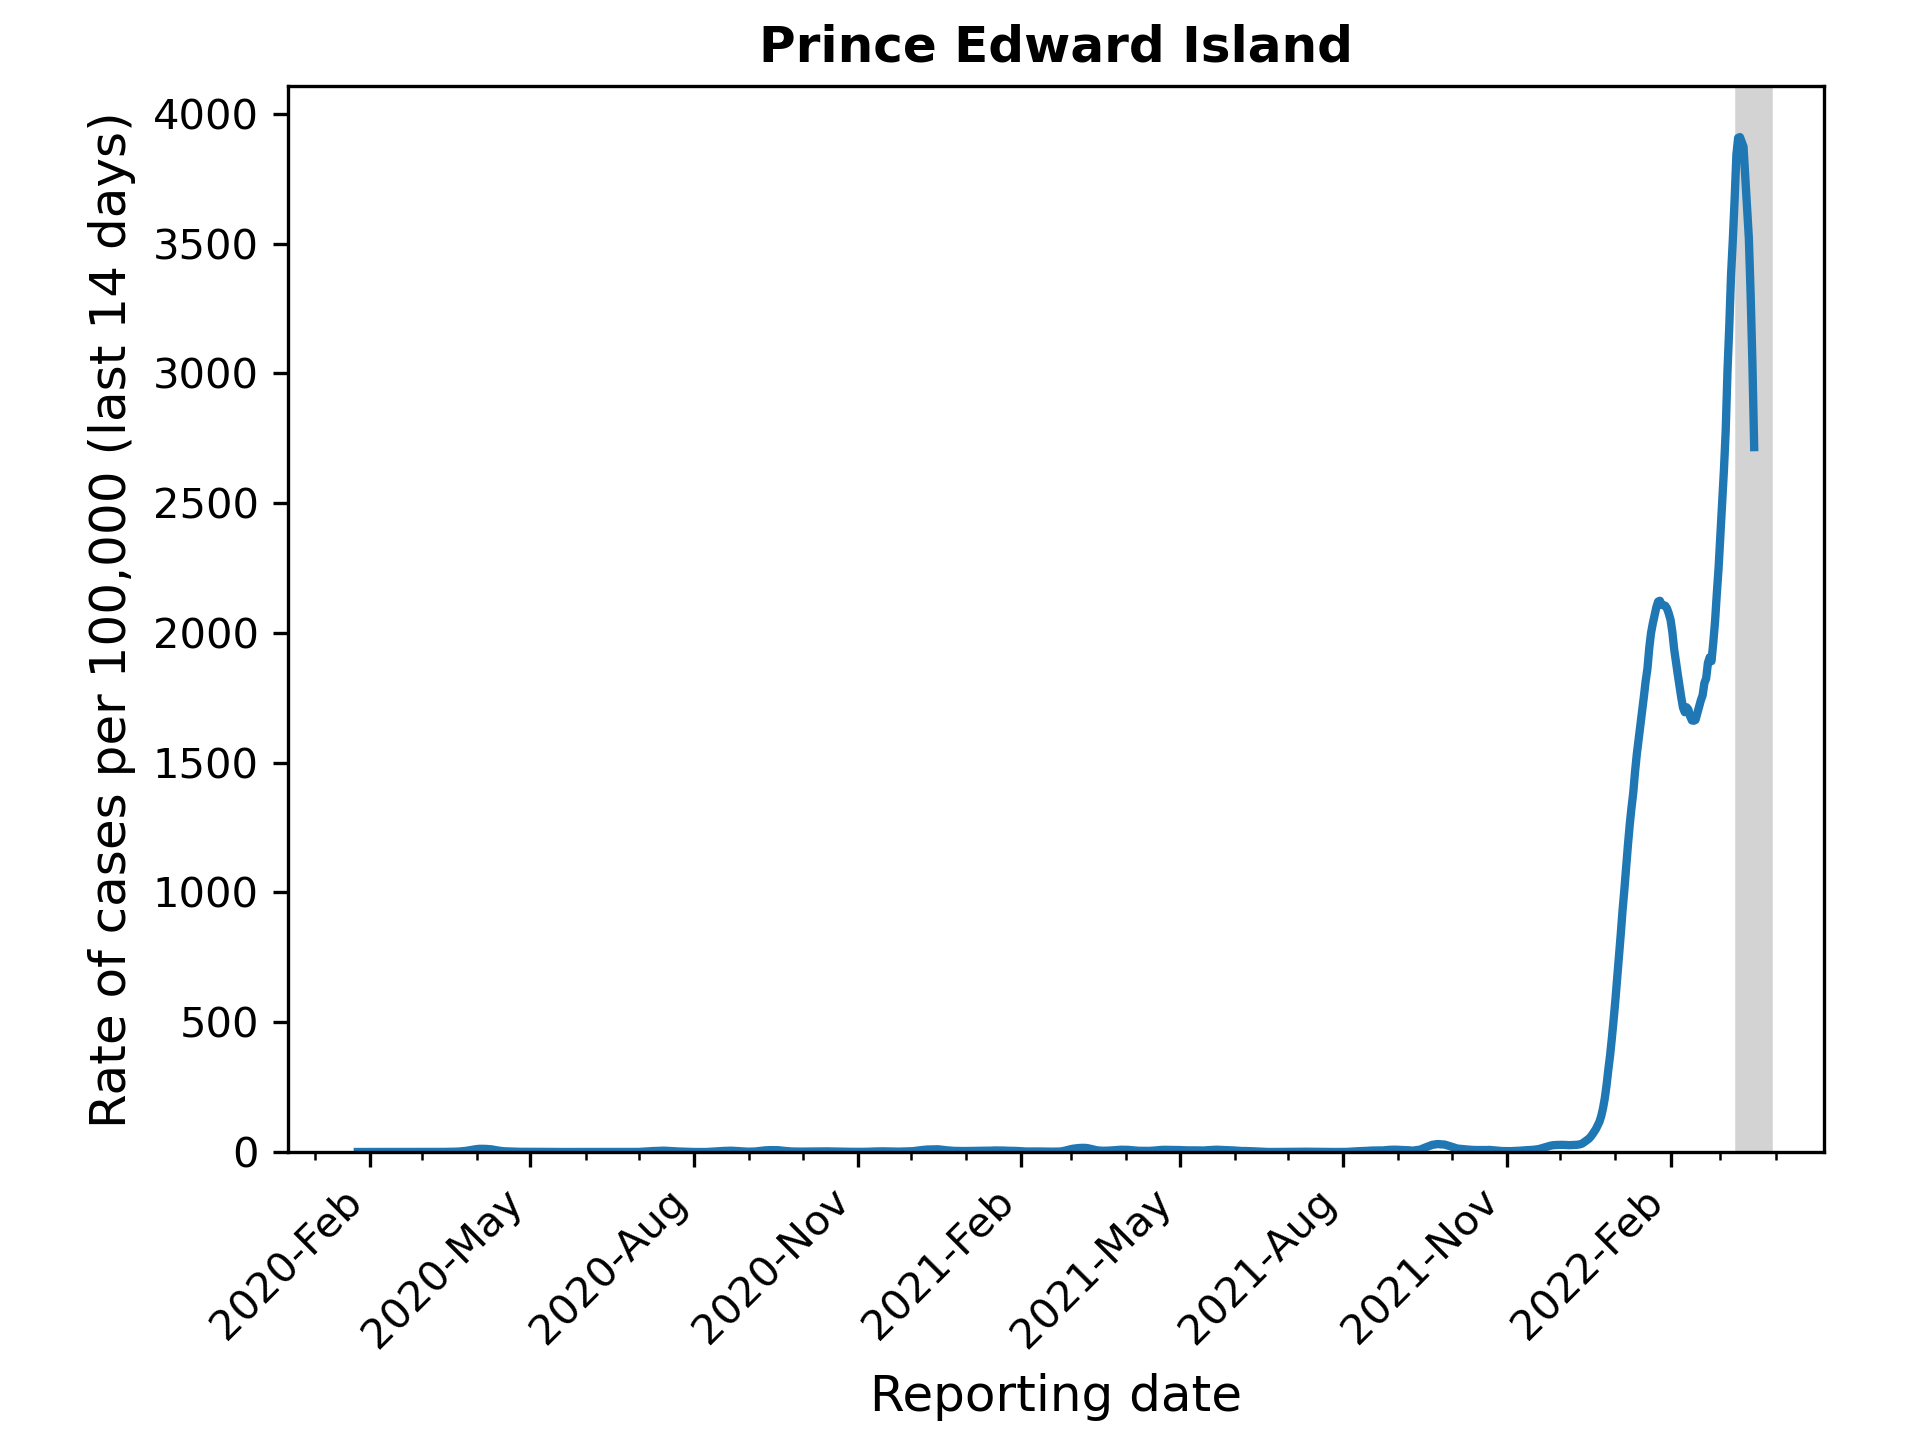 Prince Edward Island
Rate of cases per 100,000 (last 14 days)
4000
3500
3000
2500
2000
1500
1000
500
0
2020-Feb
2020-May
2020-Aug
2020-Nov
2021-Feb
2021-May
2021-Aug
2021-Nov
2022-Feb
Reporting date